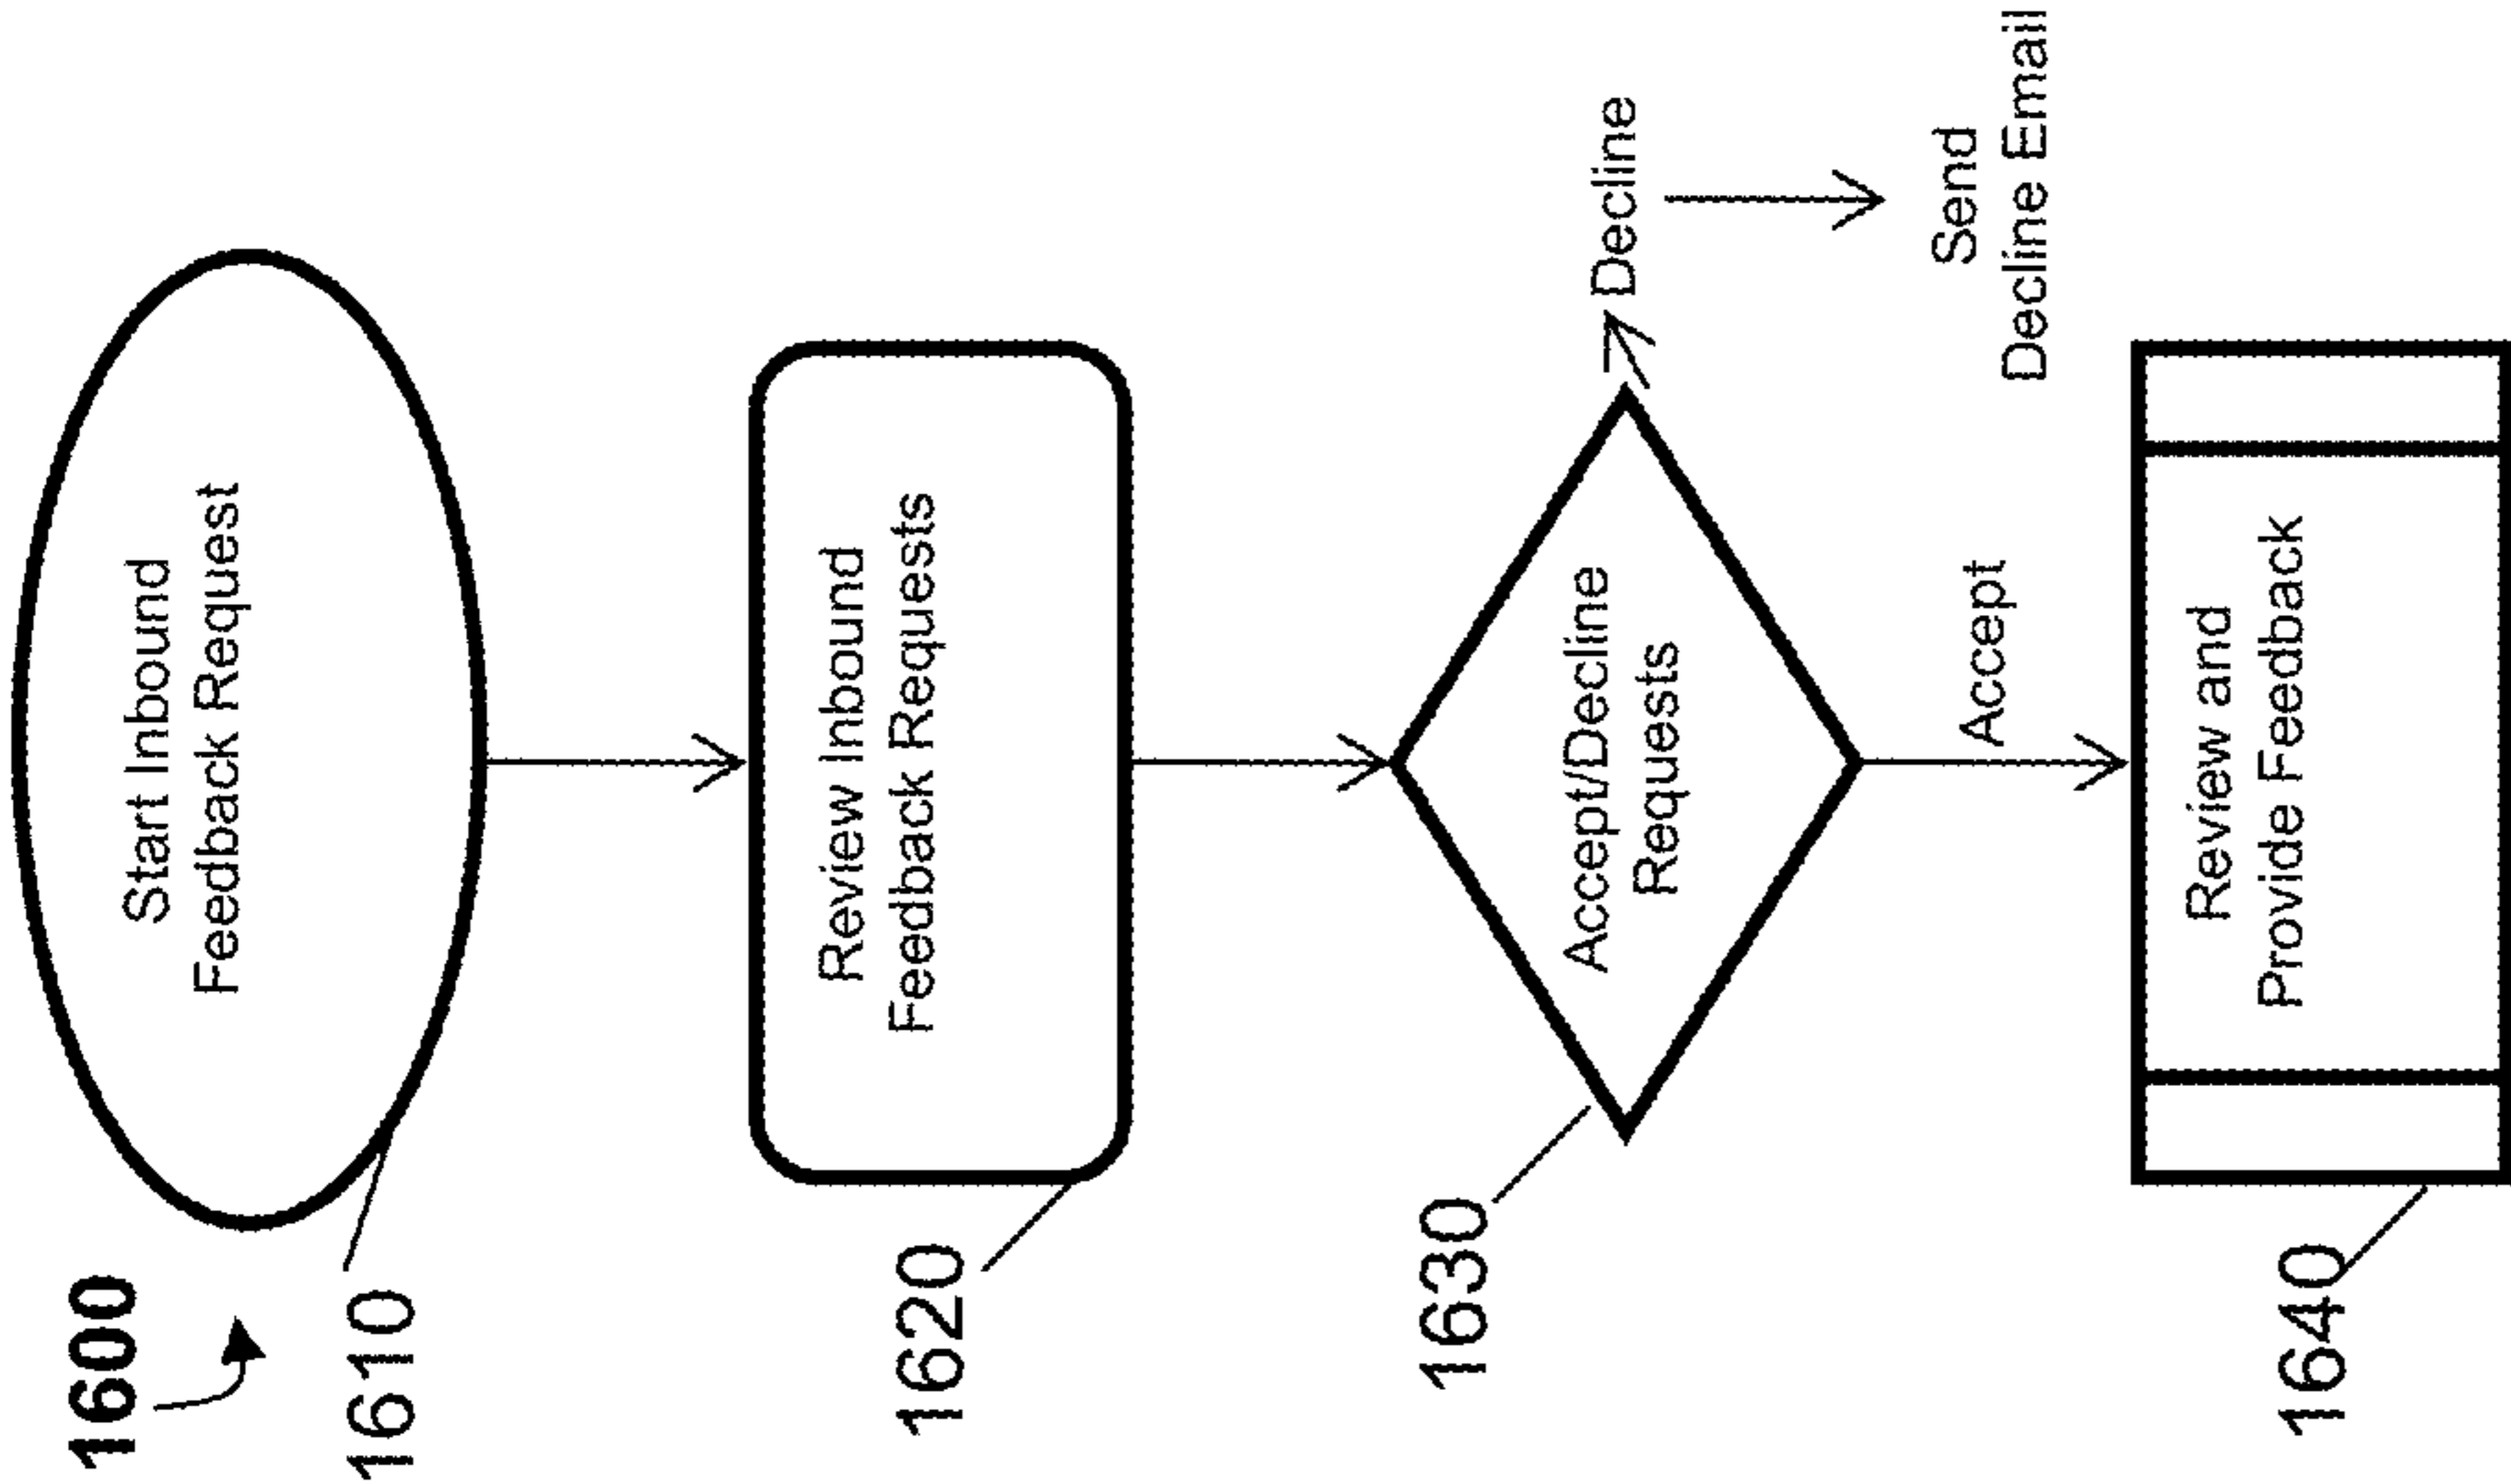 1600
1610
Start Inbound
Feedback Request
1620
Review Inbound
Feedback Requests
1630
Accept/Decline
Requests
Decline
Send
Decline Email
Accept
1640
Review and
Provide Feedback